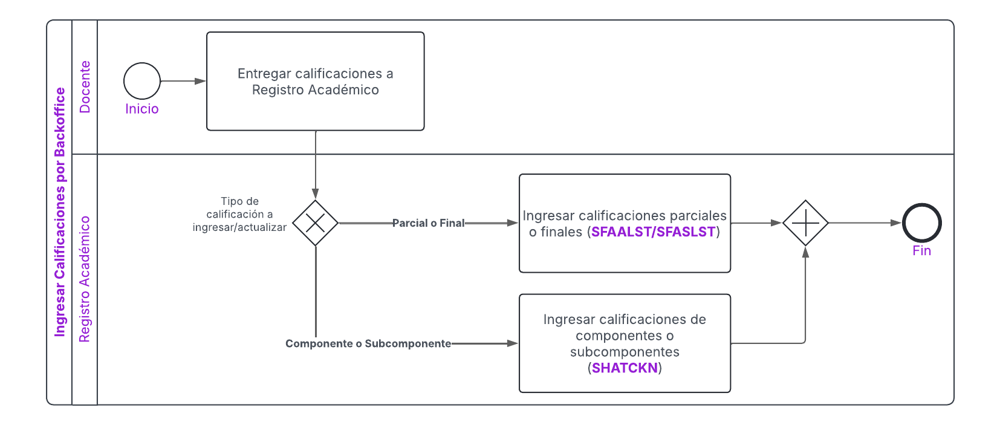 Ingresar Calificaciones por Backoffice
Docente
Inicio
Entregar calificaciones a
Registro Académico
Registro Académico
Tipo de
calificación a
ingresar/actualizar
Parcial o Final
Ingresar calificaciones parciales
o finales (SFAALST/SFASLST)
Fin
Componente o Subcomponente
Ingresar calificaciones de
componentes o
subcomponentes
(SHATCKN)